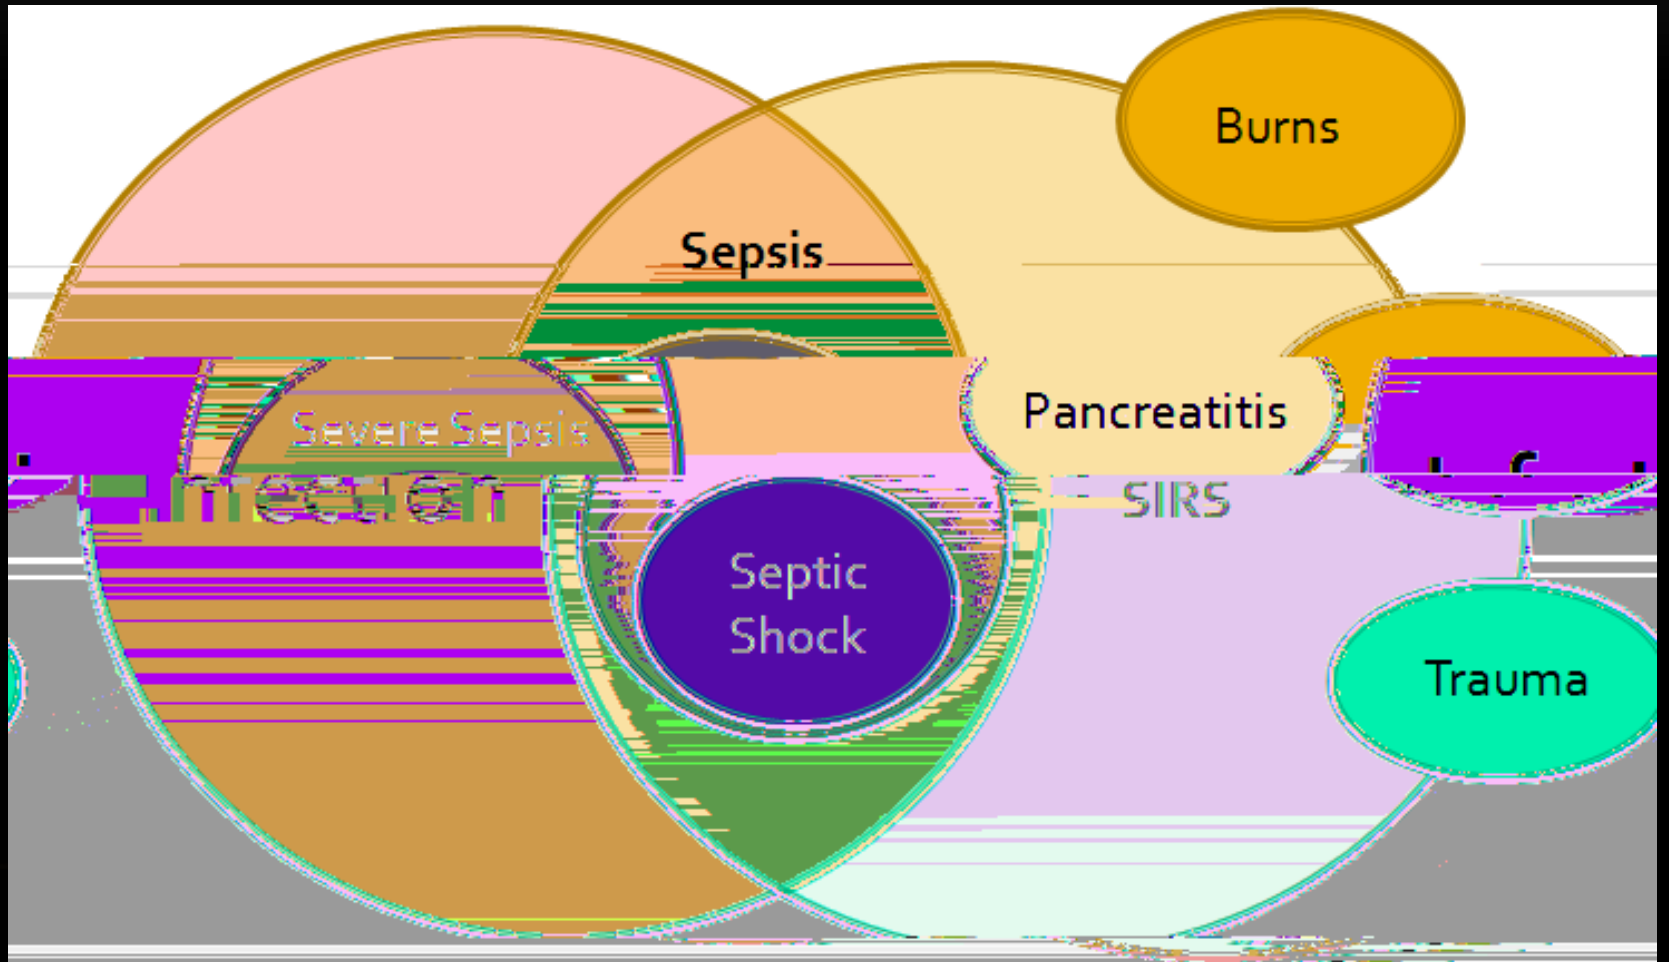 Burns
Sepsis
Pancreatitis
Severe Sepsis
SIRS
Septic
Shock
Trauma